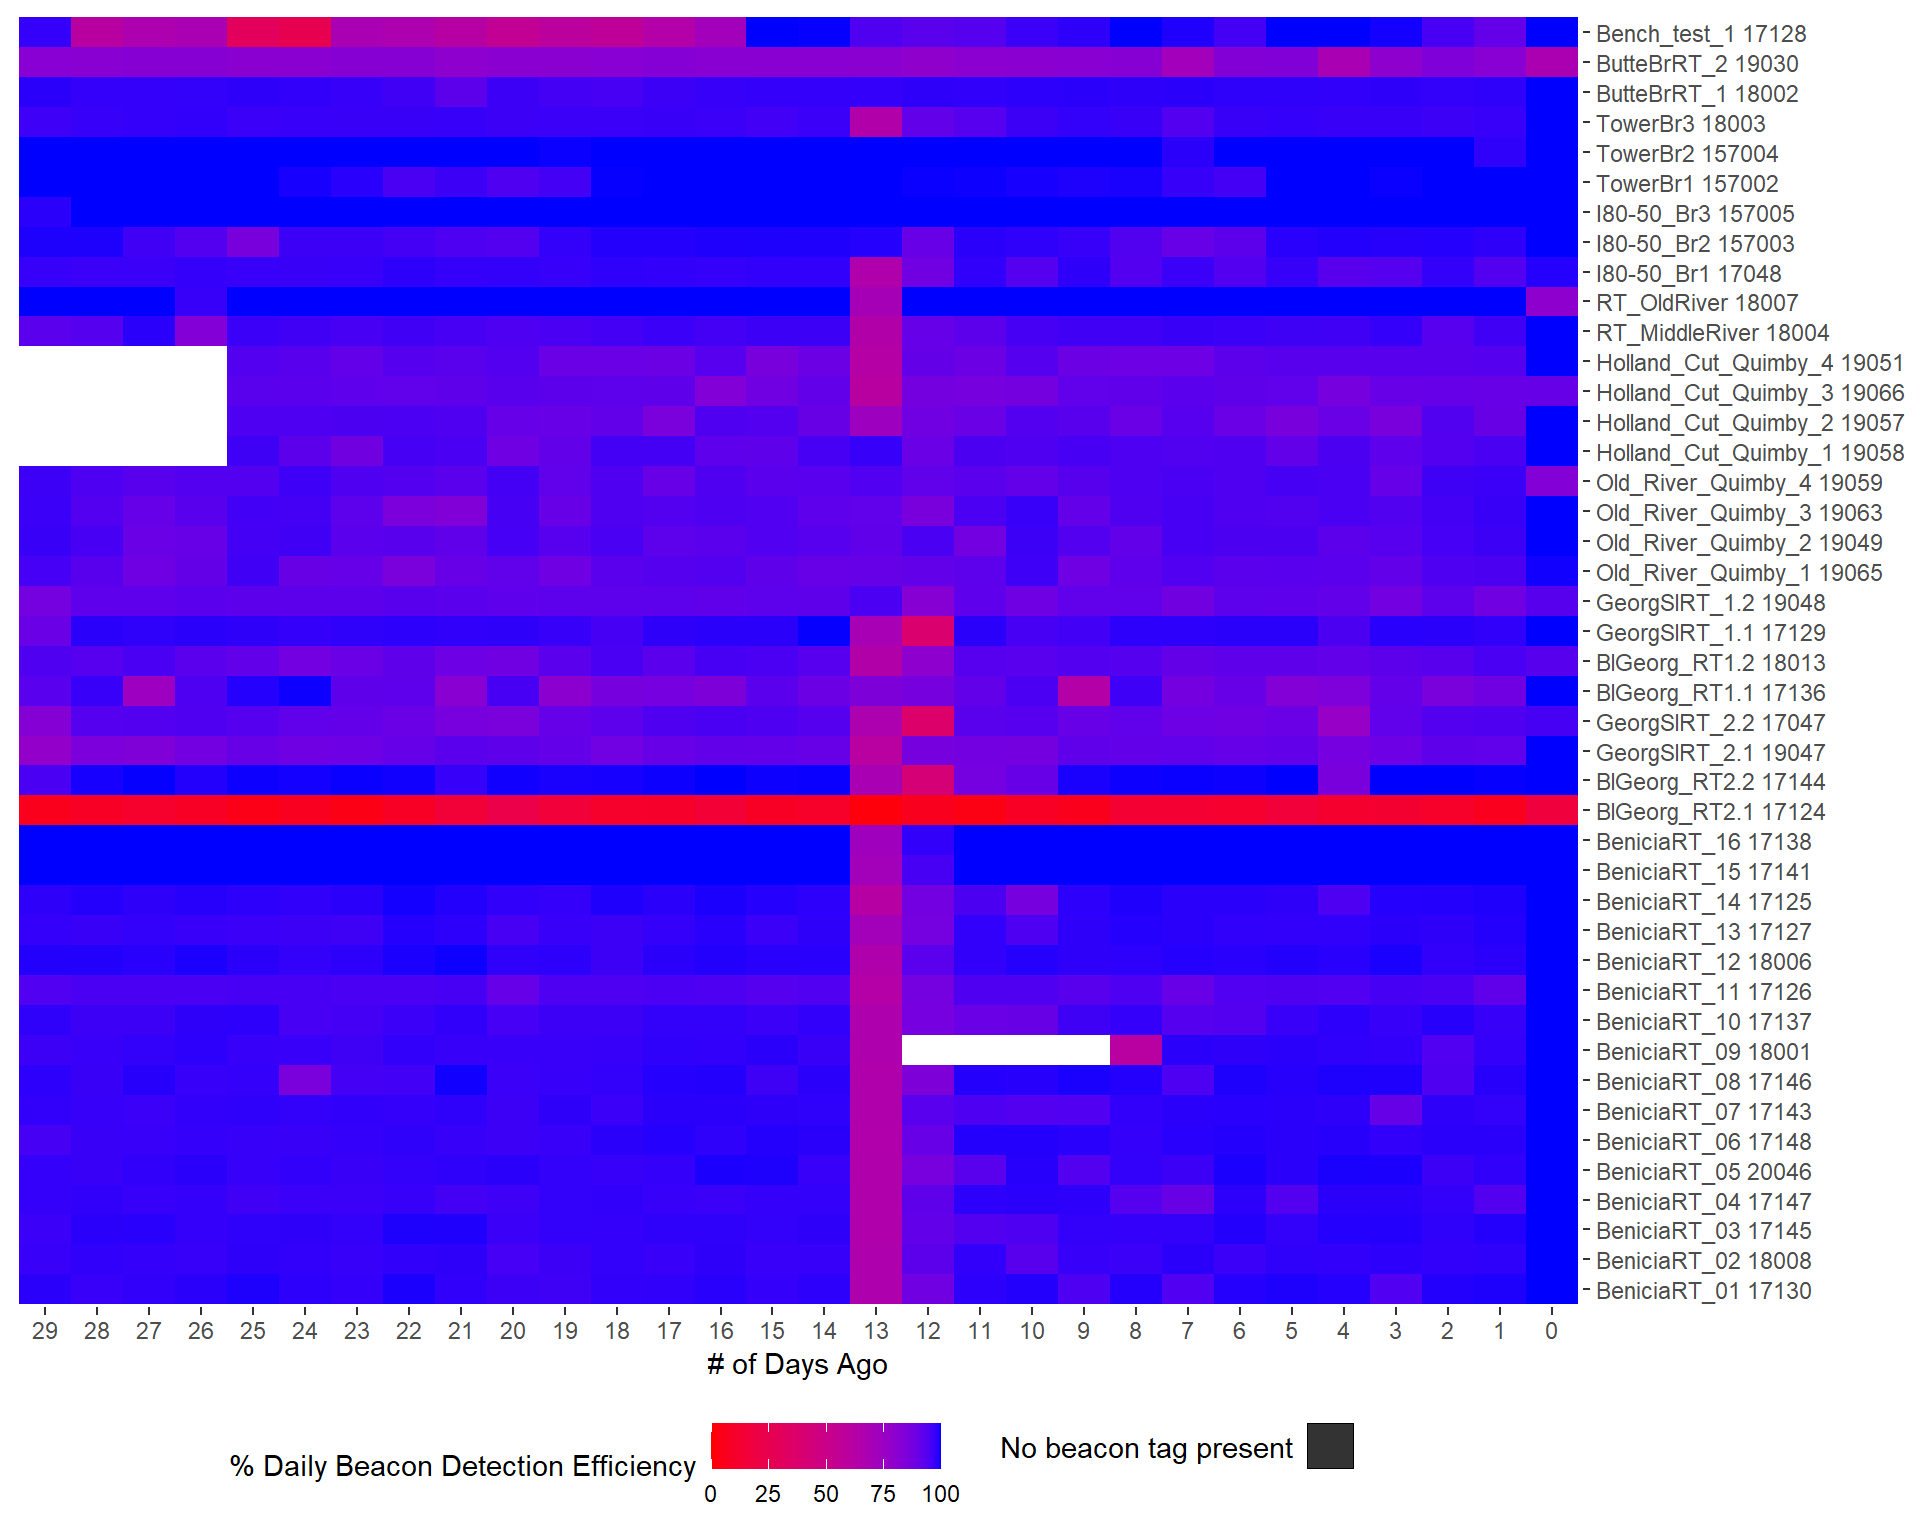 Bench_test_1 17128
ButteBrRT_2 19030
ButteBrRT_1 18002
TowerBr3 18003
TowerBr2 157004
TowerBr1 157002
I80-50_Br3 157005
I80-50_Br2 157003
I80-50_Br1 17048
RT_OldRiver 18007
RT_MiddleRiver 18004
Holland_Cut_Quimby_4 19051
Holland_Cut_Quimby_3 19066
Holland_Cut_Quimby_2 19057
Holland_Cut_Quimby_1 19058
Old_River_Quimby_4 19059
Old_River_Quimby_3 19063
Old_River_Quimby_2 19049
Old_River_Quimby_1 19065
GeorgSlRT_1.2 19048
GeorgSlRT_1.1 17129
BlGeorg_RT1.2 18013
BlGeorg_RT1.1 17136
GeorgSlRT_2.2 17047
GeorgSlRT_2.1 19047
BlGeorg_RT2.2 17144
BlGeorg_RT2.1 17124
BeniciaRT_16 17138
BeniciaRT_15 17141
BeniciaRT_14 17125
BeniciaRT_13 17127
BeniciaRT_12 18006
BeniciaRT_11 17126
BeniciaRT_10 17137
BeniciaRT_09 18001
BeniciaRT_08 17146
BeniciaRT_07 17143
BeniciaRT_06 17148
BeniciaRT_05 20046
BeniciaRT_04 17147
BeniciaRT_03 17145
BeniciaRT_02 18008
BeniciaRT_01 17130
29 28 27 26 25 24 23 22 21 20 19 18 17 16 15 14 13 12 11 10 9 8 7 6 5 4 3 2 1 0
# of Days Ago
% Daily Beacon Detection Efficiency
0 25 50 75 100
No beacon tag present